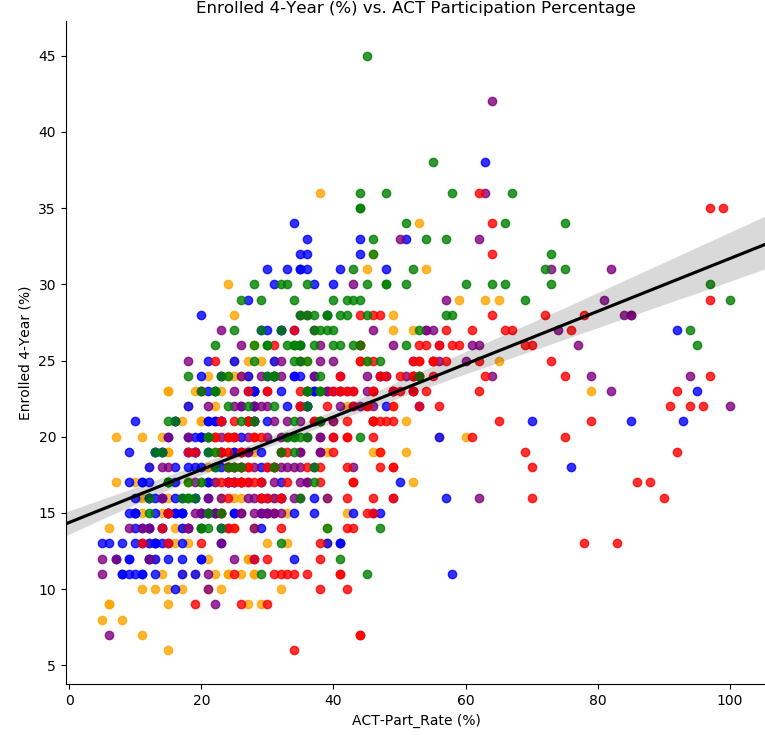 Enrolled 4-Year (%) vs. ACT Participation Percentage
45
40
35
30
25
20
15
10
5
Enrolled 4-Year (%)
0 20 40 60 80 100
ACT-Part_Rate (%)